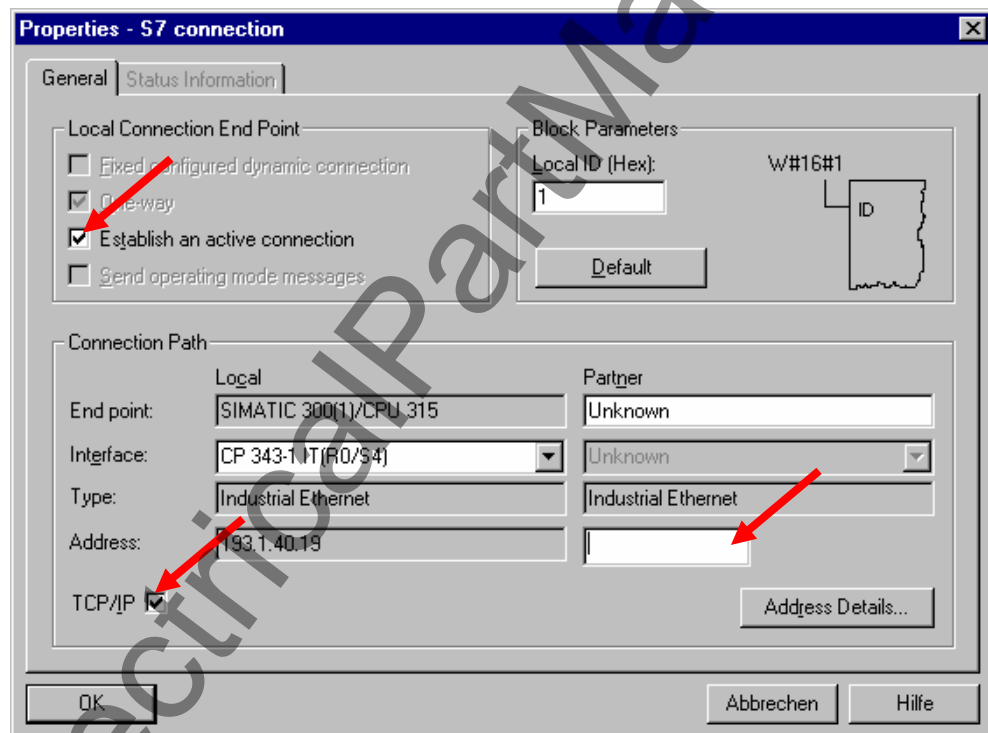 Properties - S7 connection
General
Status Information
Local Connection End Point
Fixed configured dynamic connection
One-way
Establish an active connection
Send operating mode messages
Block Parameters
Local ID (Hex):
W#16#1
1
ID
Default
Connection Path
Local
Partner
End point:
SIMATIC 300(1)/CPU 315
Unknown
Interface:
CP 343-1 IT(R0/S4)
Unknown
Type:
Industrial Ethernet
Industrial Ethernet
Address:
193.1.40.19
TCP/IP
Address Details...
OK
Abbrechen
Hilfe